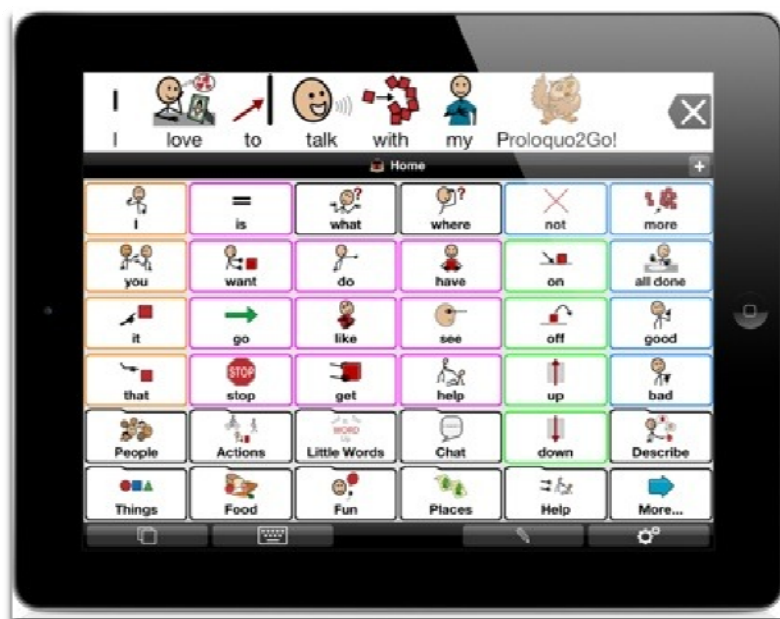 I love to talk with my Proloquo2Go!
Home
I is what where not more
you want do have on all done
it go like see off good
that STOP stop get help up bad
People Actions WORD Little Words Chat down Describe
Things Food Fun Places Help More...